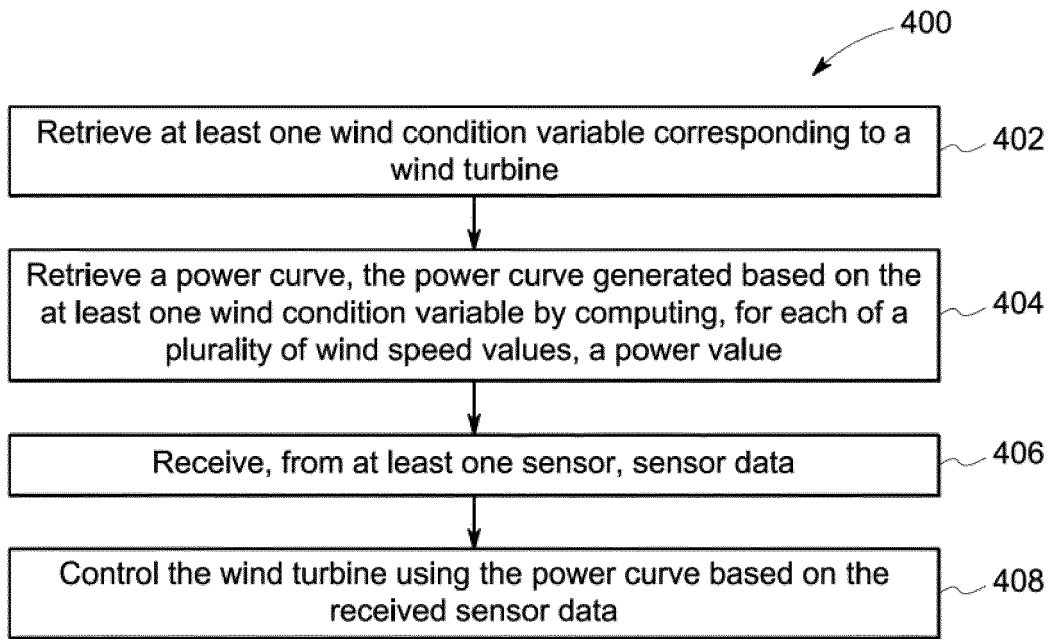 400
Retrieve at least one wind condition variable corresponding to a
wind turbine
402
Retrieve a power curve, the power curve generated based on the
at least one wind condition variable by computing, for each of a
plurality of wind speed values, a power value
404
Receive, from at least one sensor, sensor data
406
Control the wind turbine using the power curve based on the
received sensor data
408